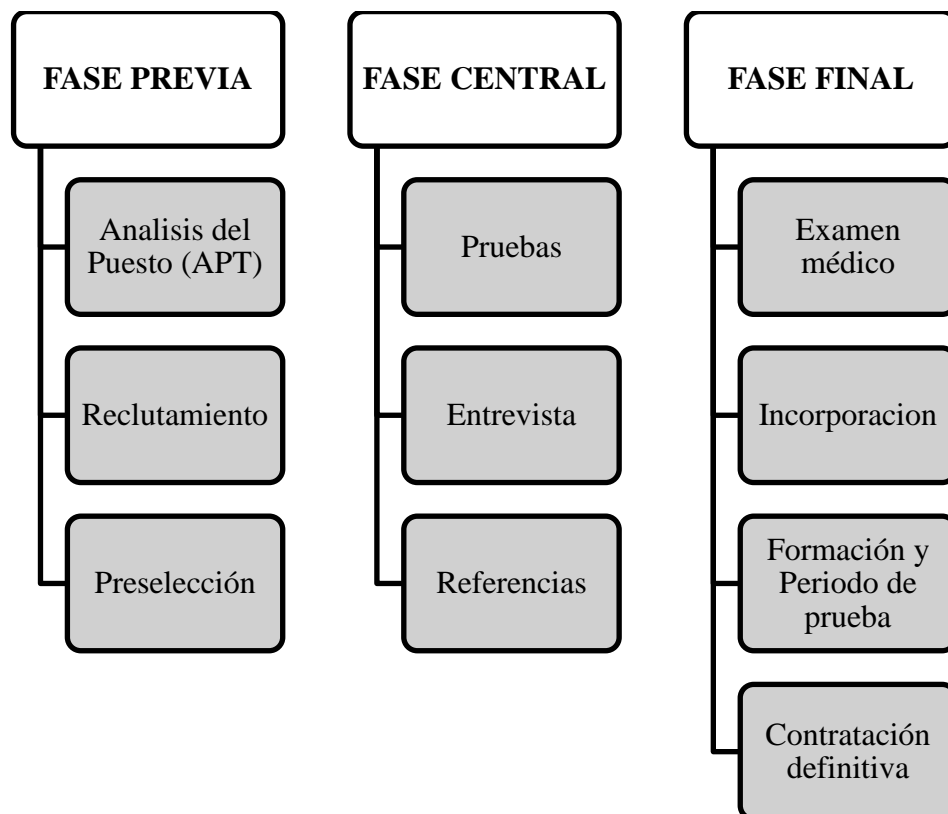 FASE PREVIA
Analisis del
Puesto (APT)
Reclutamiento
Preselección
FASE CENTRAL
Pruebas
Entrevista
Referencias
FASE FINAL
Examen
médico
Incorporacion
Formación y
Periodo de
prueba
Contratación
definitiva